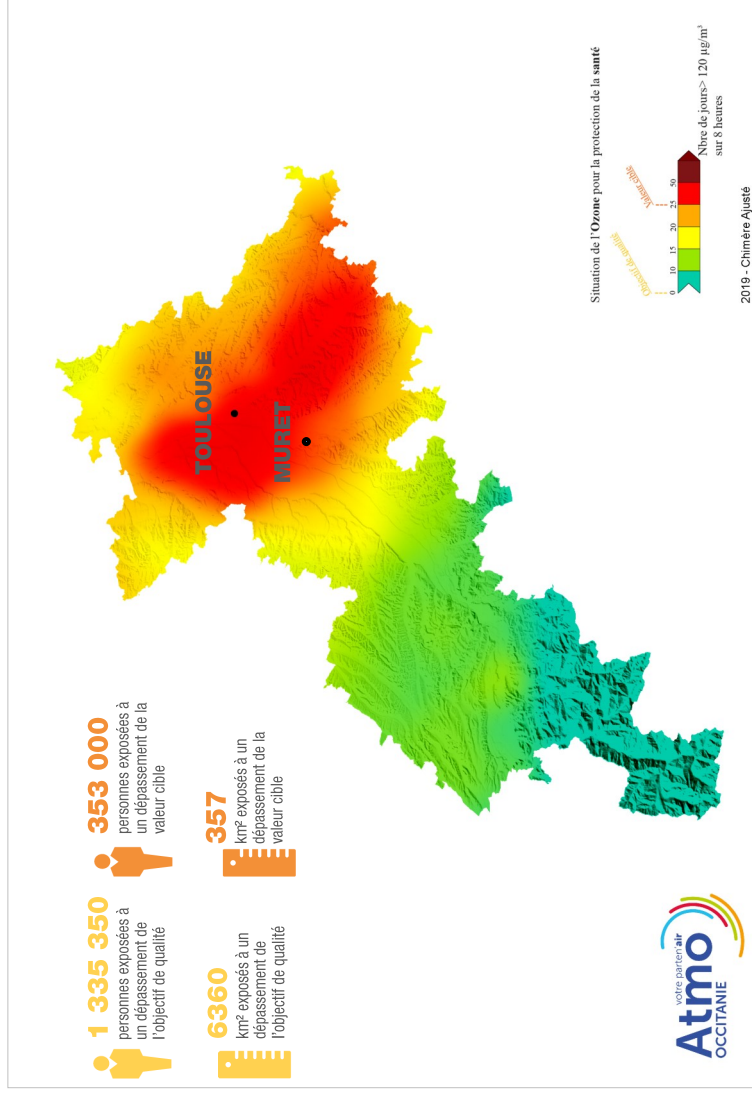 1 335 350
personnes exposées à
un dépassement de
l'objectif de qualité
353 000
personnes exposées à
un dépassement de la
valeur cible
6360
km² exposés à un
dépassement de
l'objectif de qualité
357
km² exposés à un
dépassement de la
valeur cible
TOULOUSE
MURET
Situation de l'Ozone pour la protection de la santé
Objectif de qualité
Valeur cible
0 10 15 20 25 50
Nbre de jours> 120 µg/m³
sur 8 heures
2019 - Chimère Ajusté
votre parten'air
Atmo
OCCITANIE